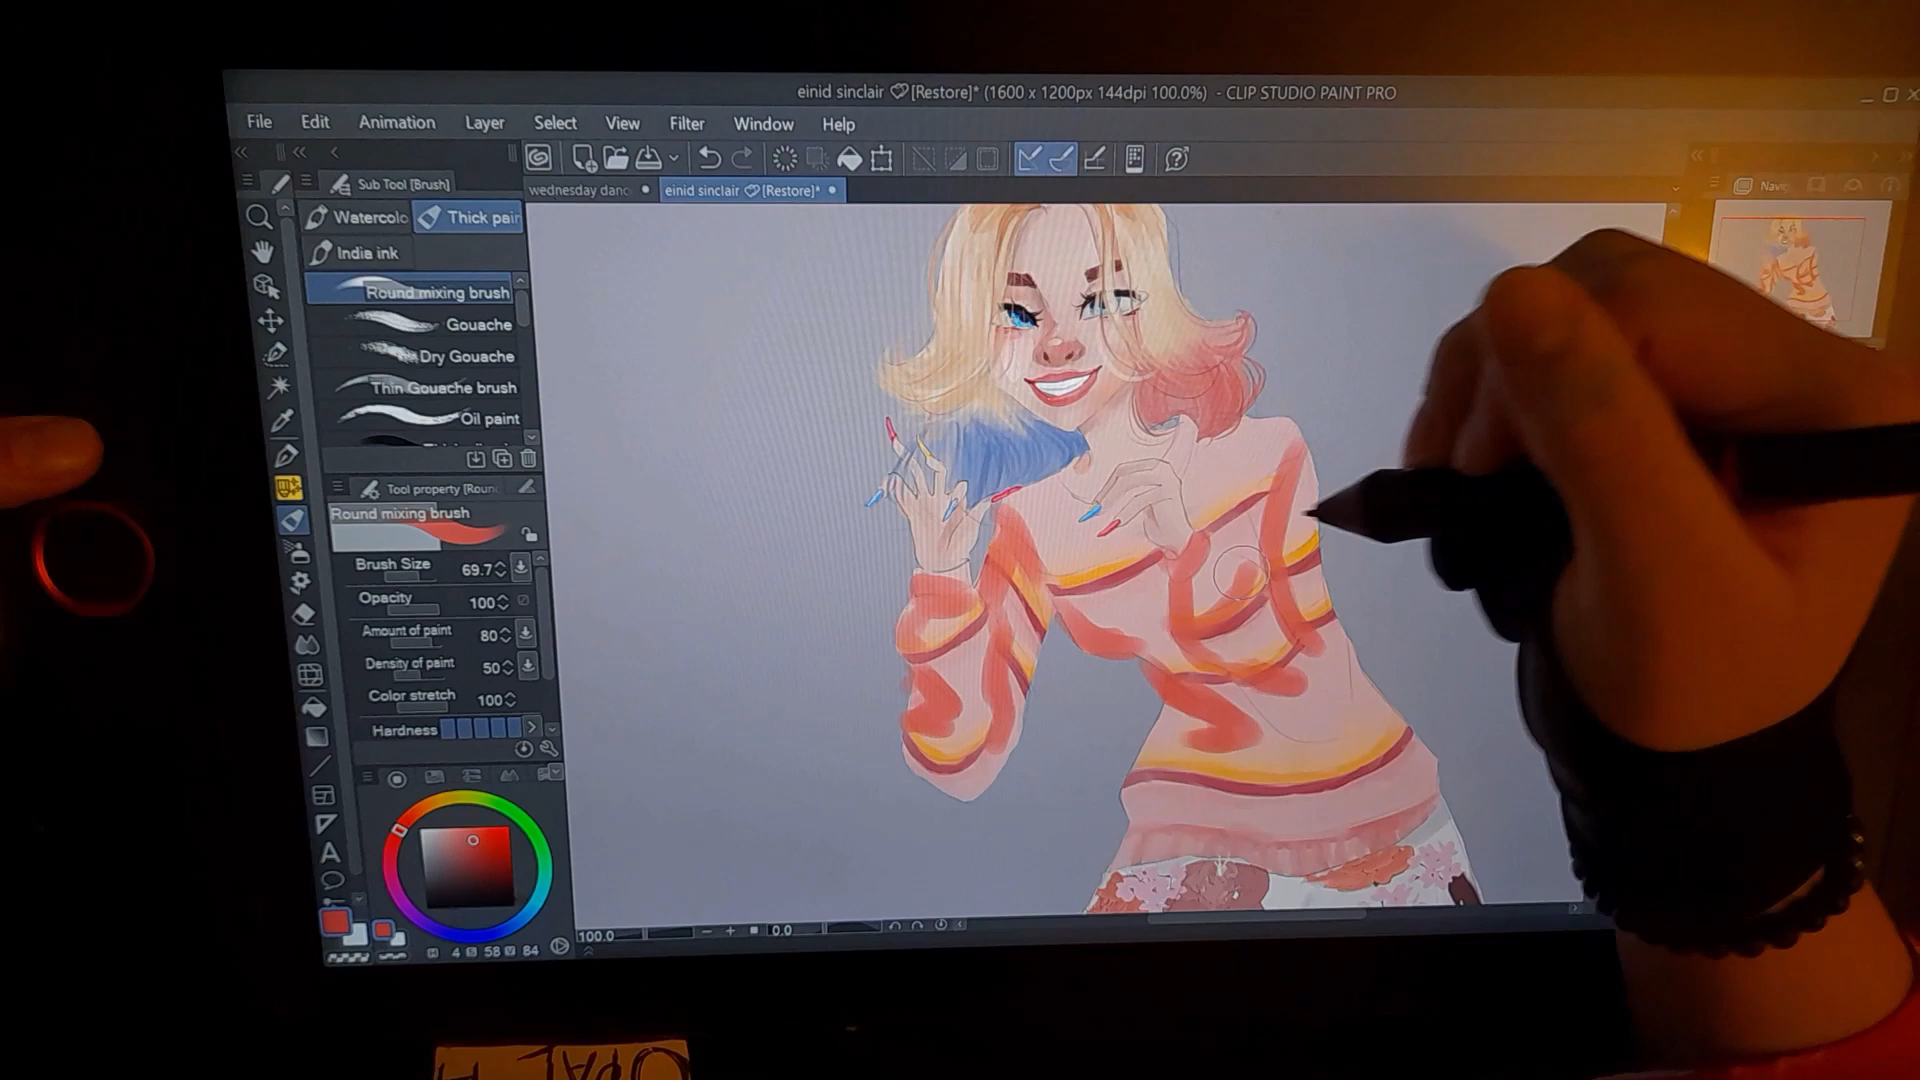 einid sinclair [Restore]* (1600 x 1200px 144dpi 100.0%) - CLIP STUDIO PAINT PRO
File Edit Animation Layer Select View Filter Window Help
Sub Tool [Brush]
wednesday danc
einid sinclair [Restore]*
Navi
Watercolo
Thick pain
India ink
Round mixing brush
Gouache
Dry Gouache
Thin Gouache brush
Oil paint
Tool property [Roun
Round mixing brush
Brush Size 69.7
Opacity 100
Amount of paint 80
Density of paint 50
Color stretch 100
Hardness
A
100.0
0.0
H 4 S 58 V 84
OPAL H